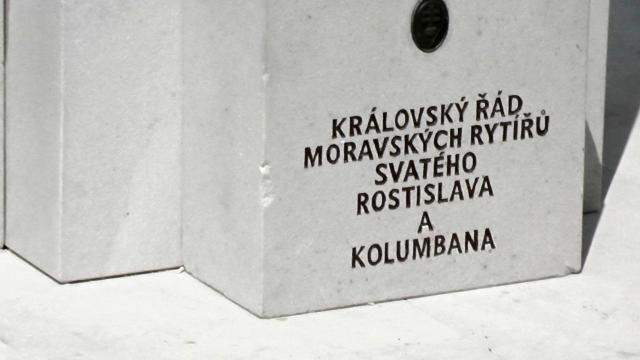 KRÁLOVSKÝ ŘÁD
MORAVSKÝCH RYTÍŘŮ
SVATÉHO
ROSTISLAVA
A
KOLUMBANA